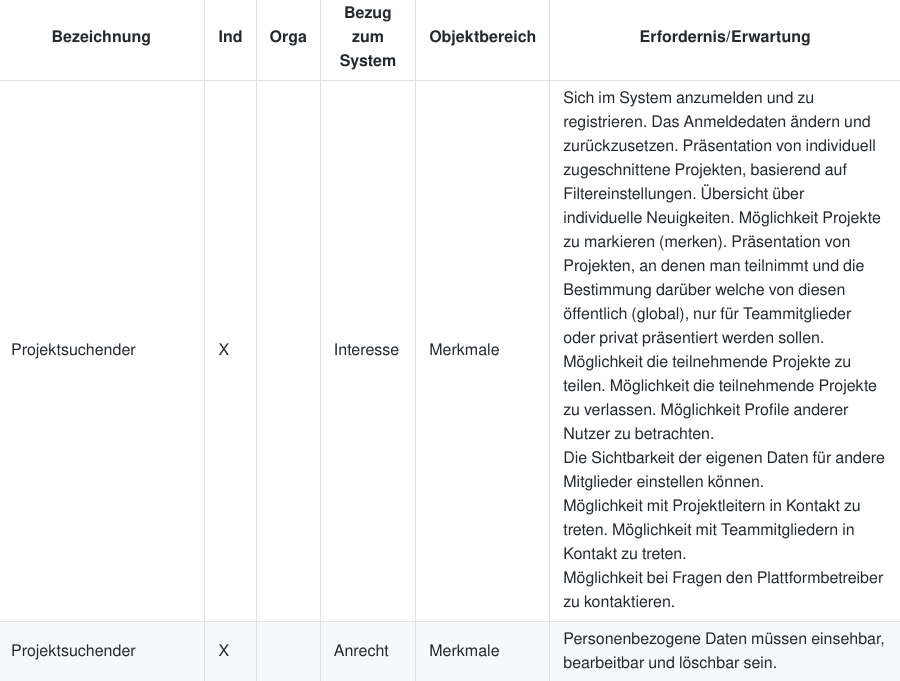 Bezeichnung Ind Orga Bezug zum System Objektbereich Erfordernis/Erwartung
Sich im System anzumelden und zu
registrieren. Das Anmeldedaten ändern und
zurückzusetzen. Präsentation von individuell
zugeschnittene Projekten, basierend auf
Filtereinstellungen. Übersicht über
individuelle Neuigkeiten. Möglichkeit Projekte
zu markieren (merken). Präsentation von
Projekten, an denen man teilnimmt und die
Bestimmung darüber welche von diesen
öffentlich (global), nur für Teammitglieder
oder privat präsentiert werden sollen.
Projektsuchender X Interesse Merkmale
Möglichkeit die teilnehmende Projekte zu
teilen. Möglichkeit die teilnehmende Projekte
zu verlassen. Möglichkeit Profile anderer
Nutzer zu betrachten.
Die Sichtbarkeit der eigenen Daten für andere
Mitglieder einstellen können.
Möglichkeit mit Projektleitern in Kontakt zu
treten. Möglichkeit mit Teammitgliedern in
Kontakt zu treten.
Möglichkeit bei Fragen den Plattformbetreiber
zu kontaktieren.
Projektsuchender X Anrecht Merkmale
Personenbezogene Daten müssen einsehbar,
bearbeitbar und löschbar sein.